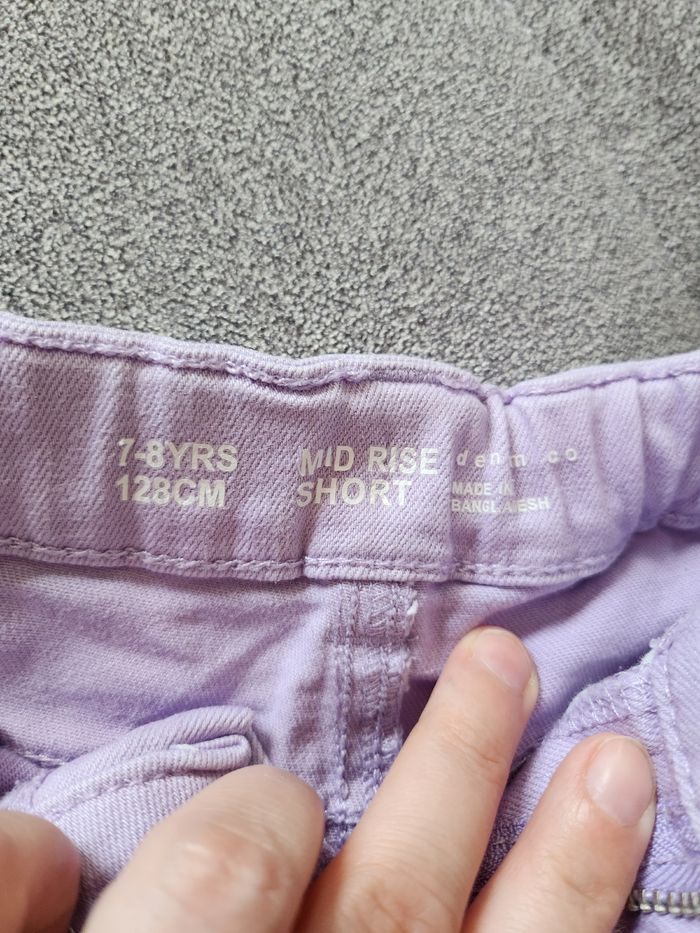 7-8YRS
128CM
MID RISE
SHORT
denim co
MADE IN
BANGLADESH